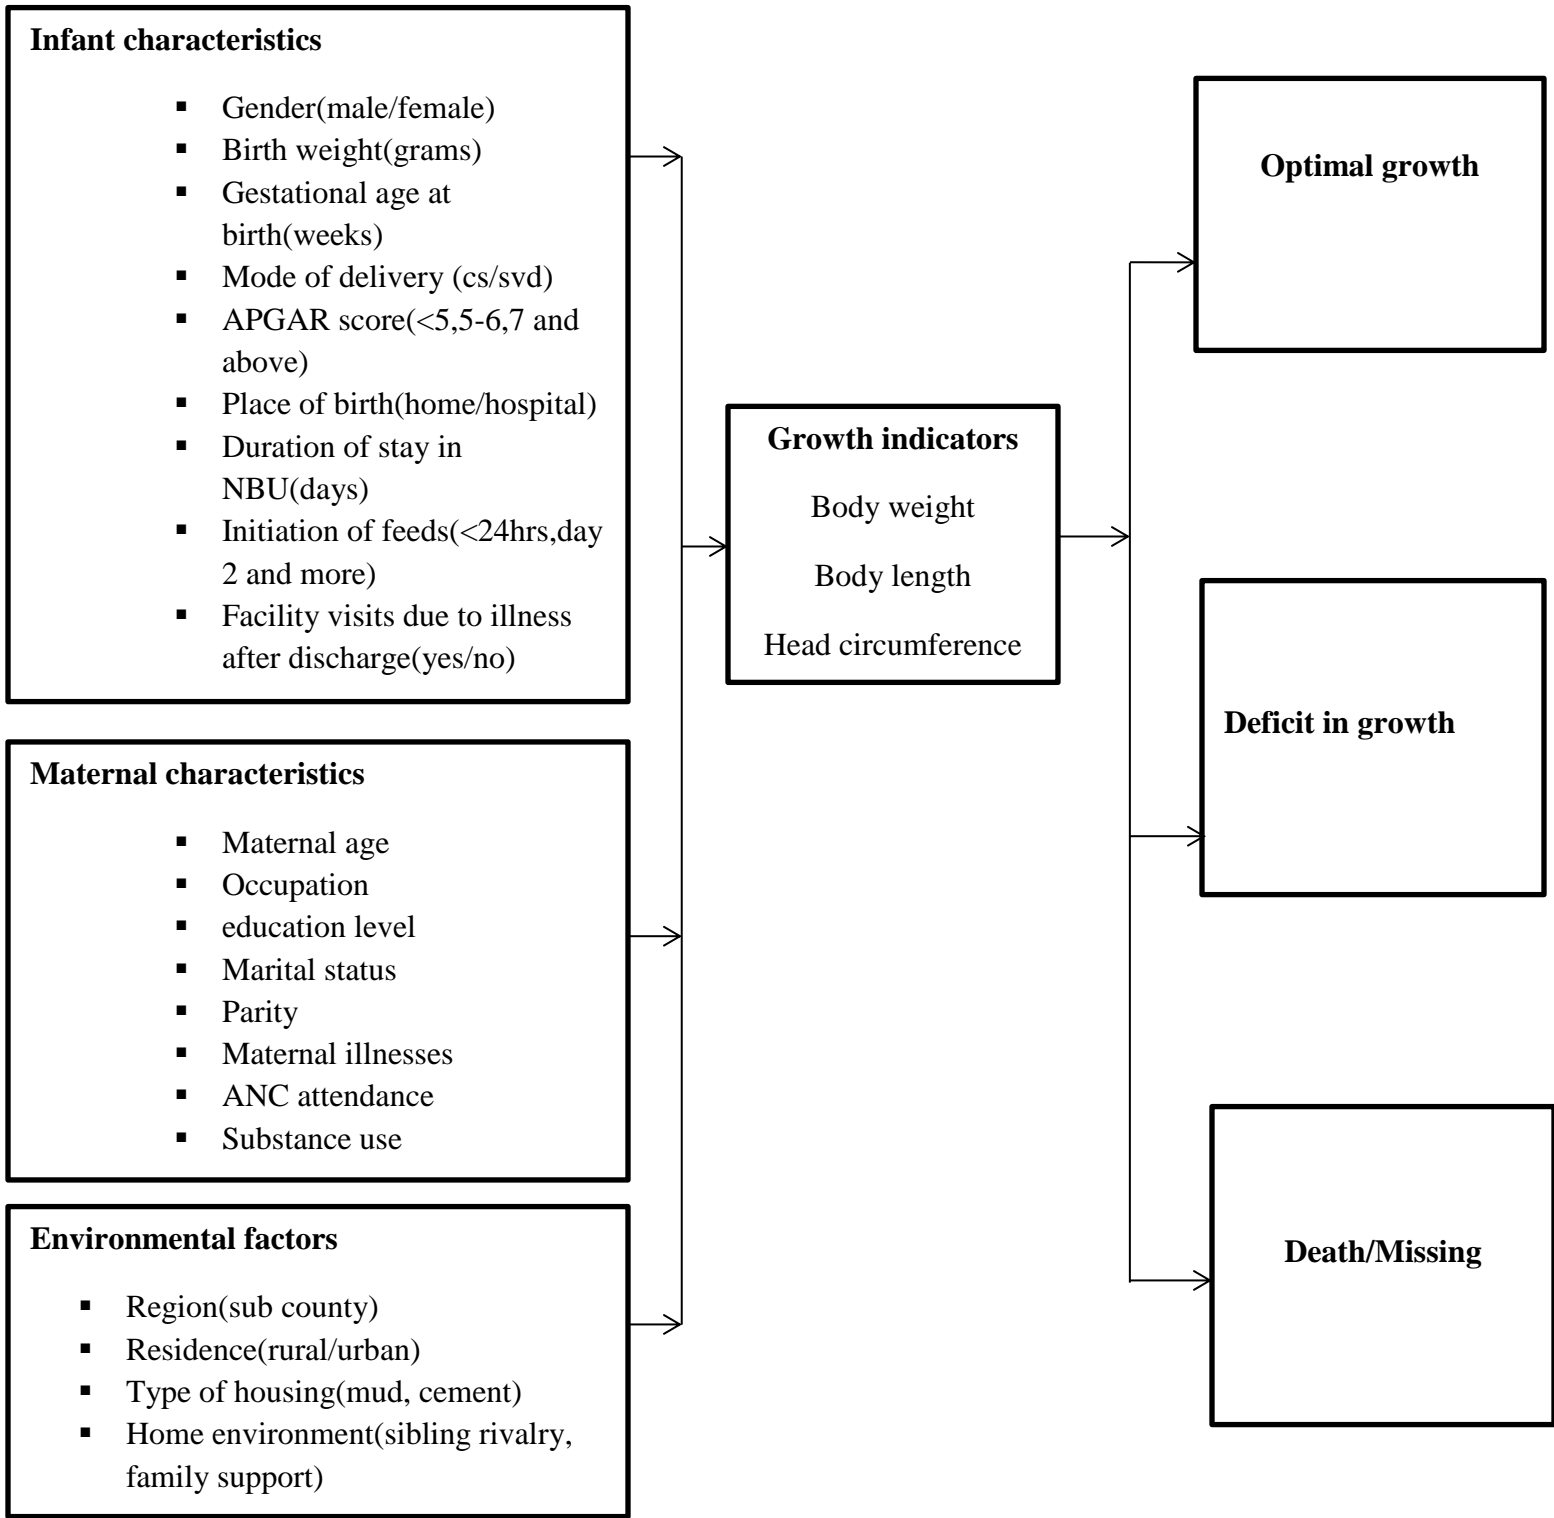 Infant characteristics
▪ Gender(male/female)
▪ Birth weight(grams)
▪ Gestational age at
birth(weeks)
▪ Mode of delivery (cs/svd)
▪ APGAR score(<5,5-6,7 and
above)
▪ Place of birth(home/hospital)
▪ Duration of stay in
NBU(days)
▪ Initiation of feeds(<24hrs,day
2 and more)
▪ Facility visits due to illness
after discharge(yes/no)
Maternal characteristics
▪ Maternal age
▪ Occupation
▪ education level
▪ Marital status
▪ Parity
▪ Maternal illnesses
▪ ANC attendance
▪ Substance use
Environmental factors
▪ Region(sub county)
▪ Residence(rural/urban)
▪ Type of housing(mud, cement)
▪ Home environment(sibling rivalry,
family support)
Growth indicators
Body weight
Body length
Head circumference
Optimal growth
Deficit in growth
Death/Missing